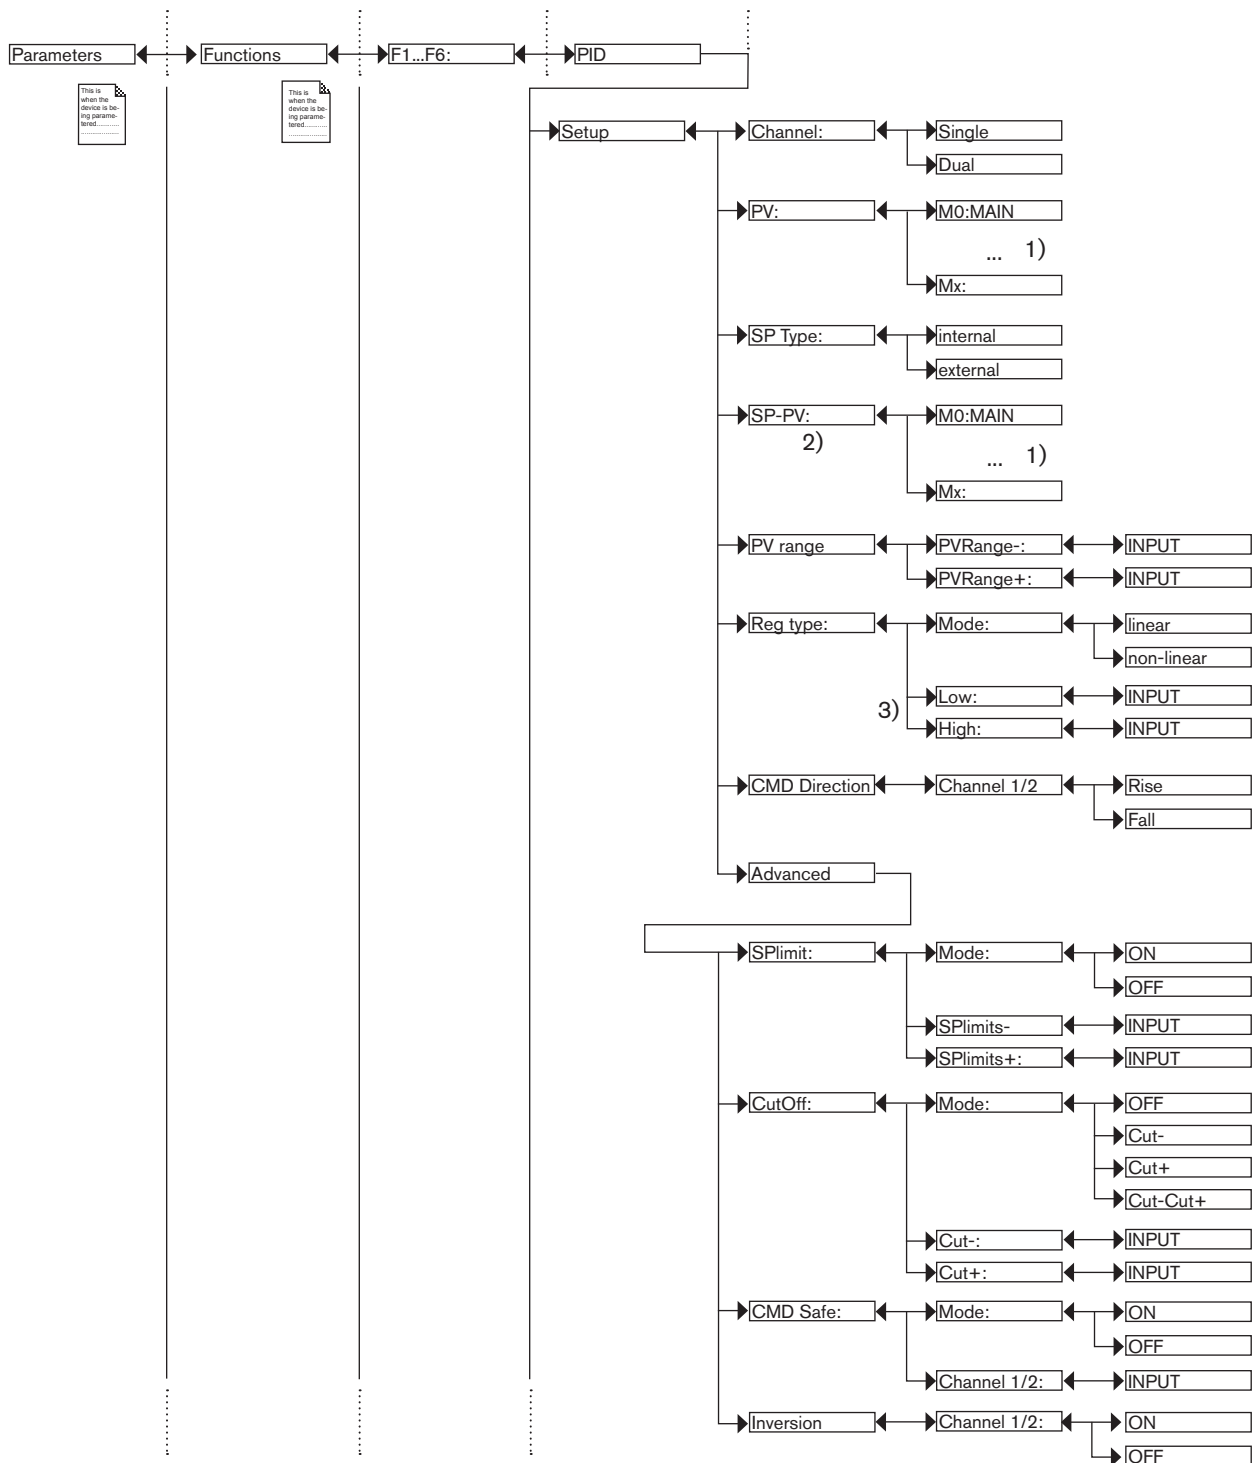 Parameters
Functions
F1...F6:
PID
This is
when the
device is be-
ing parame-
tered............
.....................
This is
when the
device is be-
ing parame-
tered............
.....................
Setup
Channel:
Single
Dual
PV:
M0:MAIN
... 1)
Mx:
SP Type:
internal
external
SP-PV:
2)
M0:MAIN
... 1)
Mx:
PV range
PVRange-:
INPUT
PVRange+:
INPUT
Reg type:
Mode:
linear
non-linear
3)
Low:
INPUT
High:
INPUT
CMD Direction
Channel 1/2
Rise
Fall
Advanced
SPlimit:
Mode:
ON
OFF
SPlimits-
INPUT
SPlimits+:
INPUT
CutOff:
Mode:
OFF
Cut-
Cut+
Cut-Cut+
Cut-:
INPUT
Cut+:
INPUT
CMD Safe:
Mode:
ON
OFF
Channel 1/2:
INPUT
Inversion
Channel 1/2:
ON
OFF